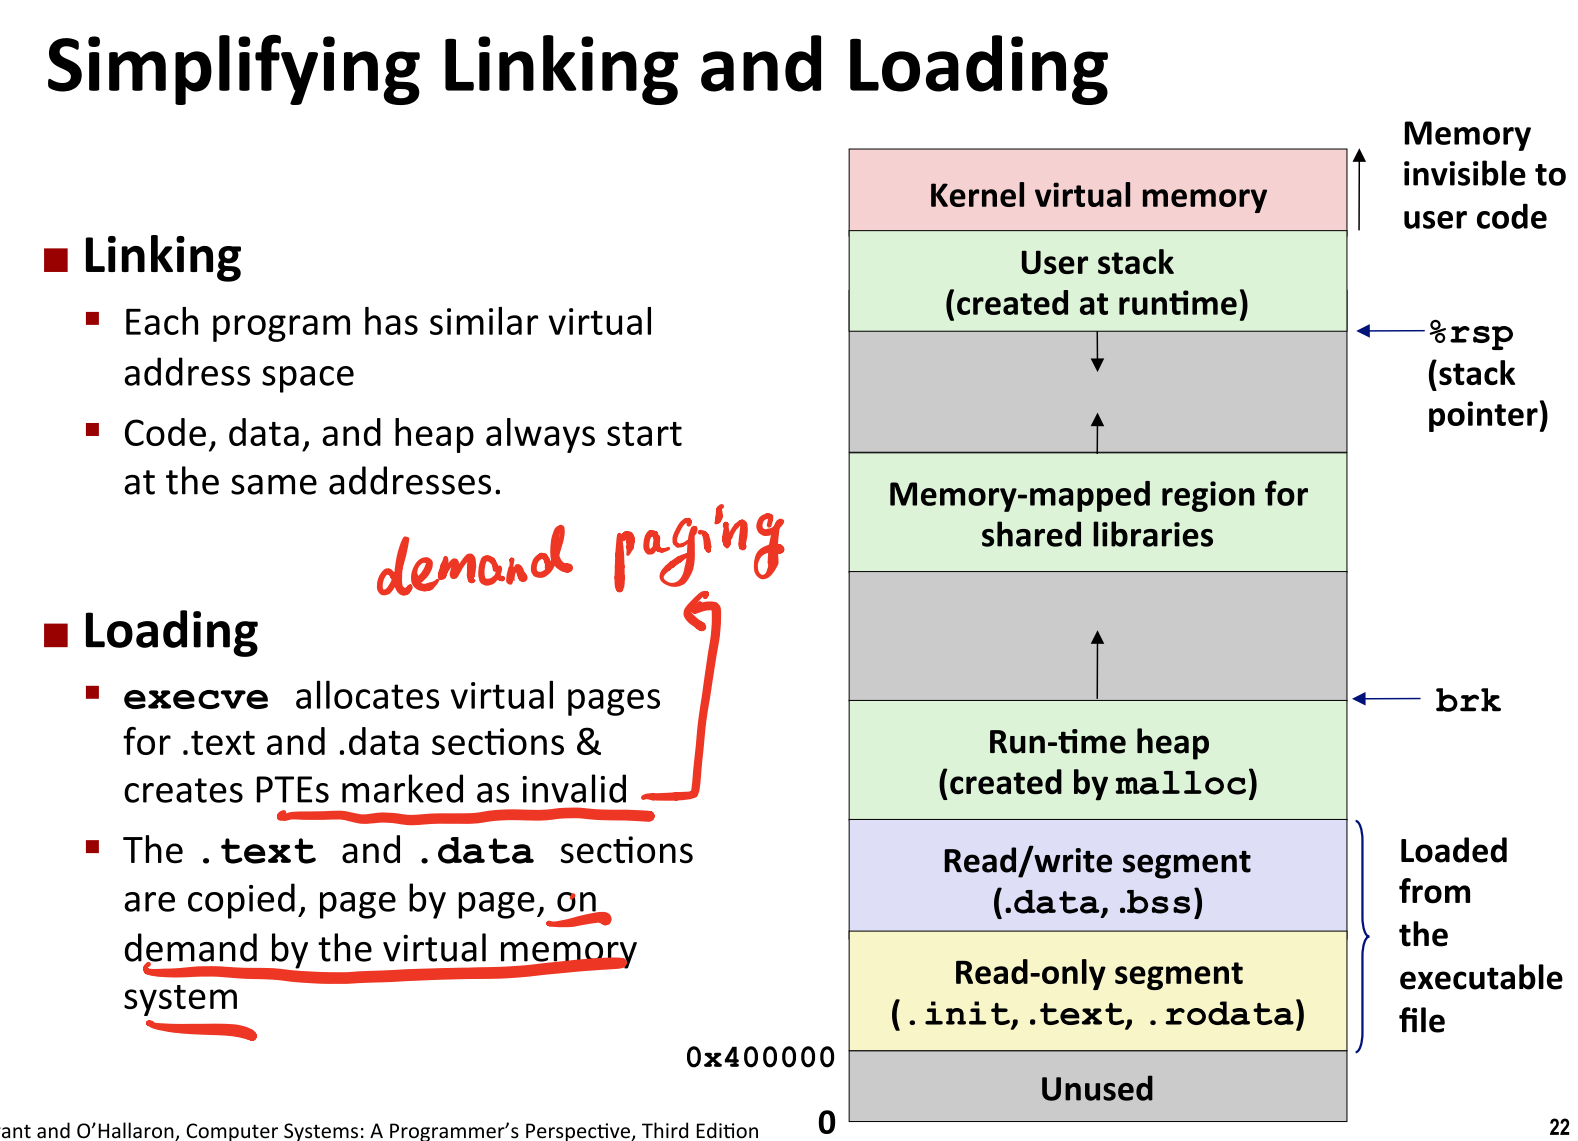 Simplifying Linking and Loading
■ Linking
▪ Each program has similar virtual
address space
▪ Code, data, and heap always start
at the same addresses.
demand paging
■ Loading
▪ execve allocates virtual pages
for .text and .data sections &
creates PTEs marked as invalid
▪ The .text and .data sections
are copied, page by page, on
demand by the virtual memory
system
Memory
invisible to
user code
Kernel virtual memory
User stack
(created at runtime)
%rsp
(stack
pointer)
Memory-mapped region for
shared libraries
brk
Run-time heap
(created by malloc)
Read/write segment
(.data, .bss)
Read-only segment
(.init, .text, .rodata)
Loaded
from
the
executable
file
0x400000
Unused
0
rant and O’Hallaron, Computer Systems: A Programmer’s Perspective, Third Edition
22